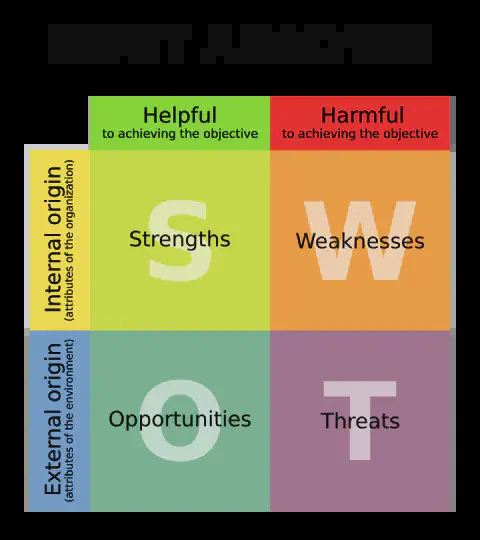 Helpful
to achieving the objective
Harmful
to achieving the objective
Internal origin
(attributes of the organization)
S
Strengths
W
Weaknesses
External origin
(attributes of the environment)
O
Opportunities
T
Threats